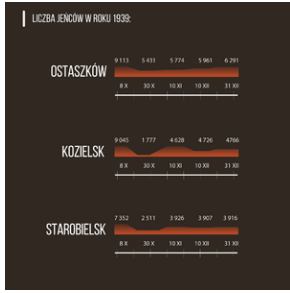 LICZBA JEŃCÓW W ROKU 1939:
9 113 5 431 5 774 5 961 6 291
OSTASZKÓW
8 X 30 X 10 XI 10 XII 31 XII
9 045 1 777 4 628 4 726 4766
KOZIELSK
8 X 30 X 10 XI 10 XII 31 XII
7 352 2 511 3 926 3 907 3 916
STAROBIELSK
8 X 30 X 10 XI 10 XII 31 XII